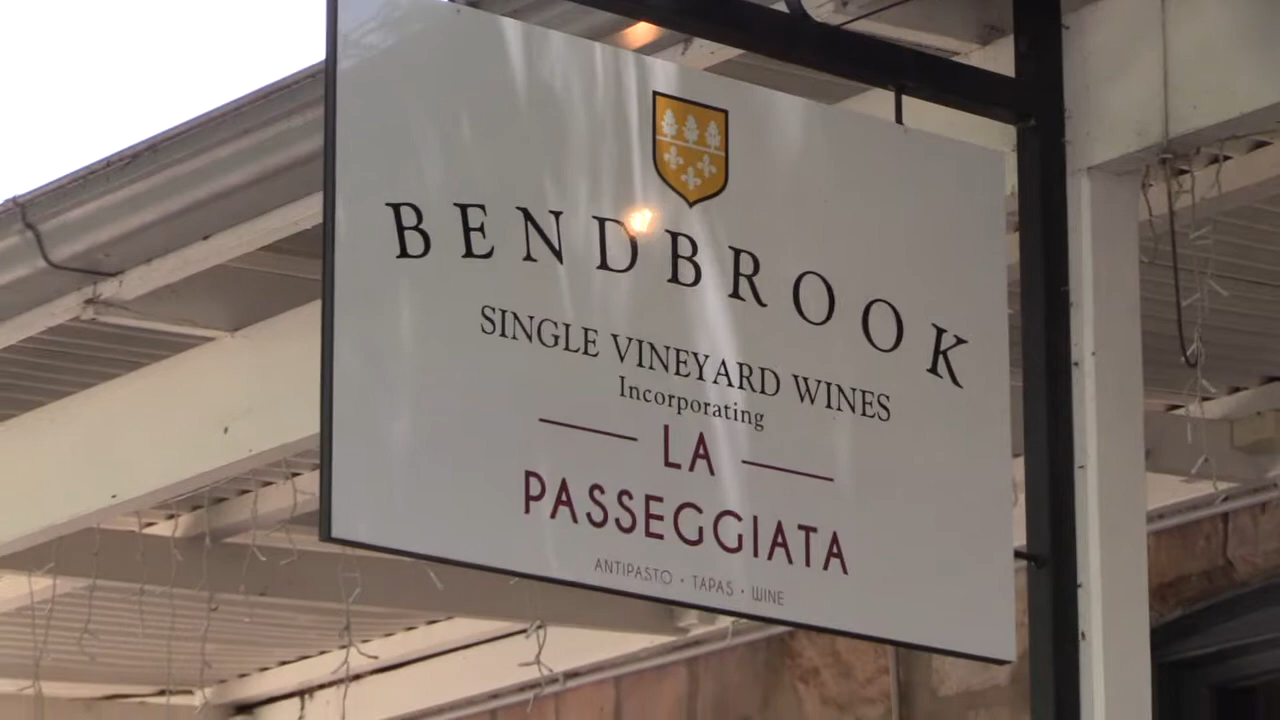 BENDBROOK
SINGLE VINEYARD WINES
Incorporating
LA
PASSEGGIATA
ANTIPASTO • TAPAS • WINE